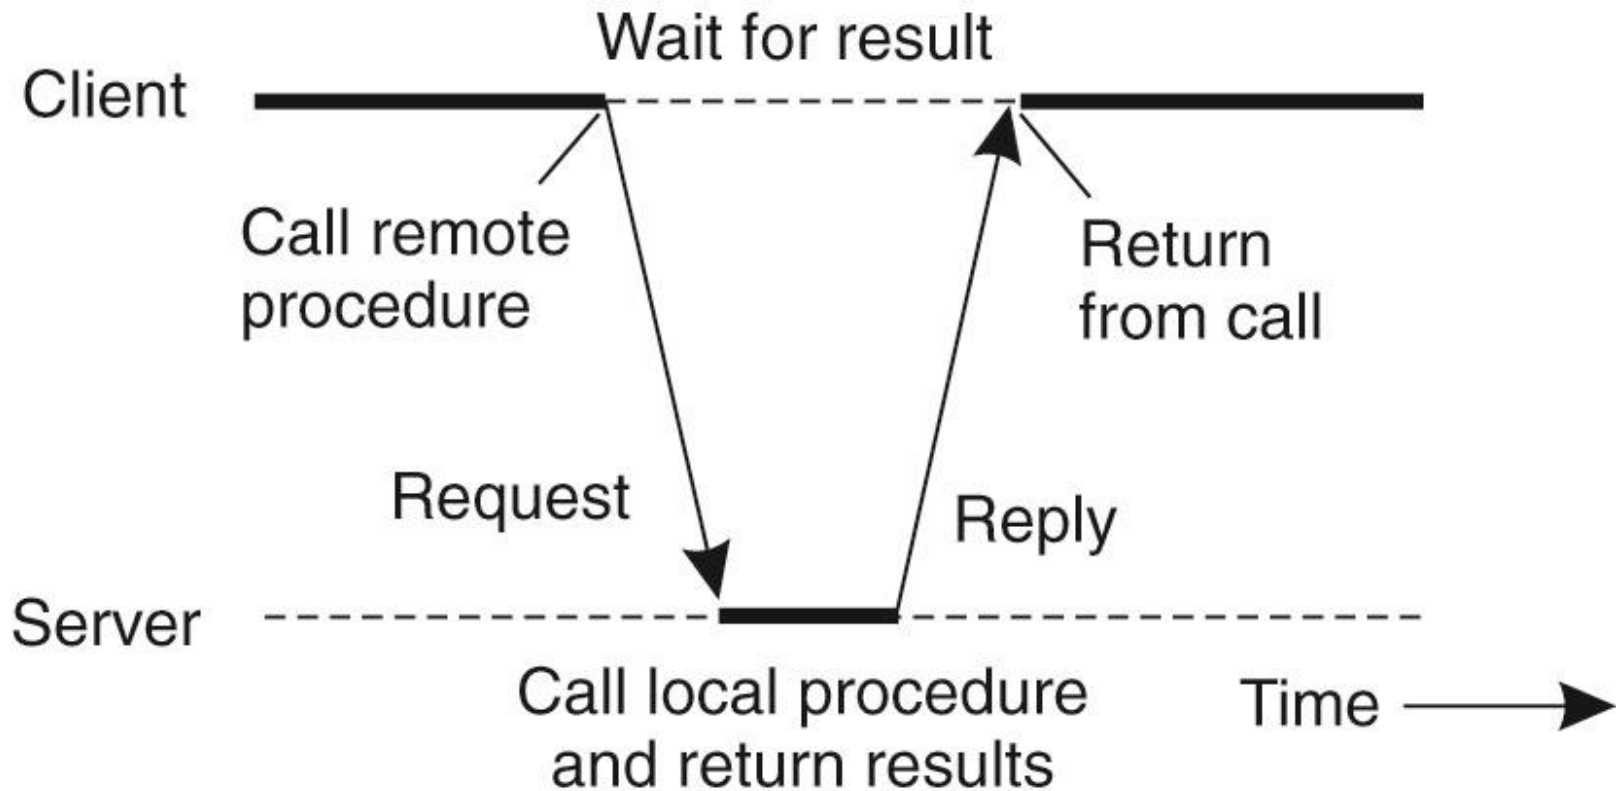 Wait for result
Client
Call remote
procedure
Return
from call
Request
Reply
Server
Call local procedure
and return results
Time